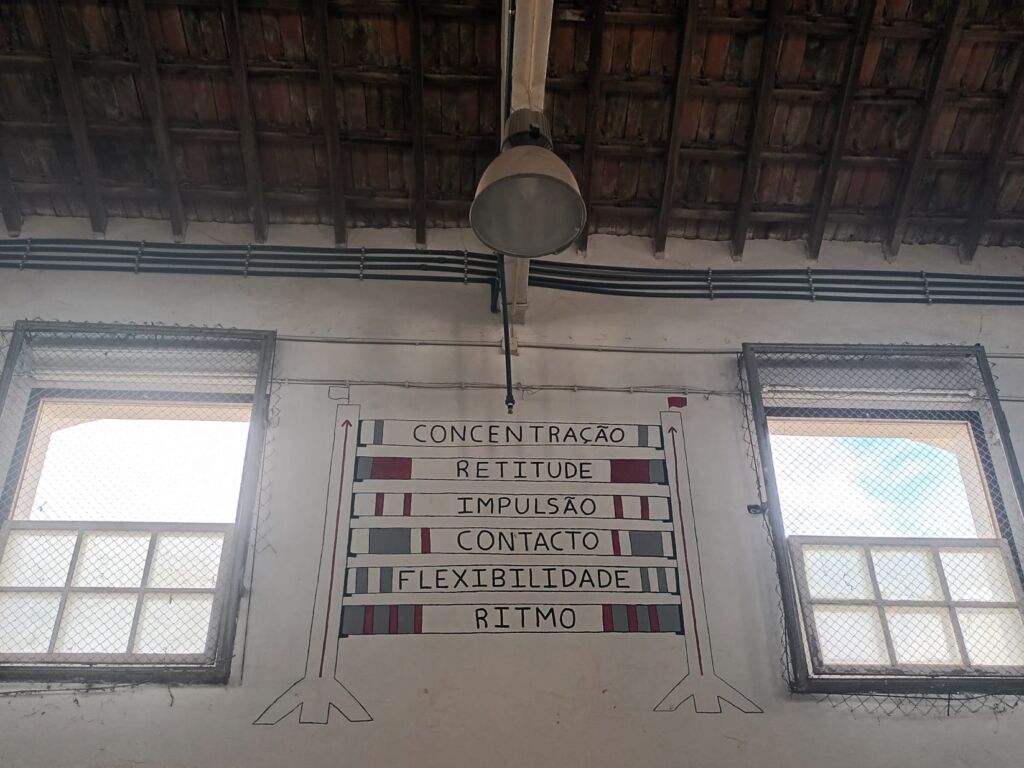 CONCENTRAÇÃO
RETITUDE
IMPULSÃO
CONTACTO
FLEXIBILIDADE
RITMO